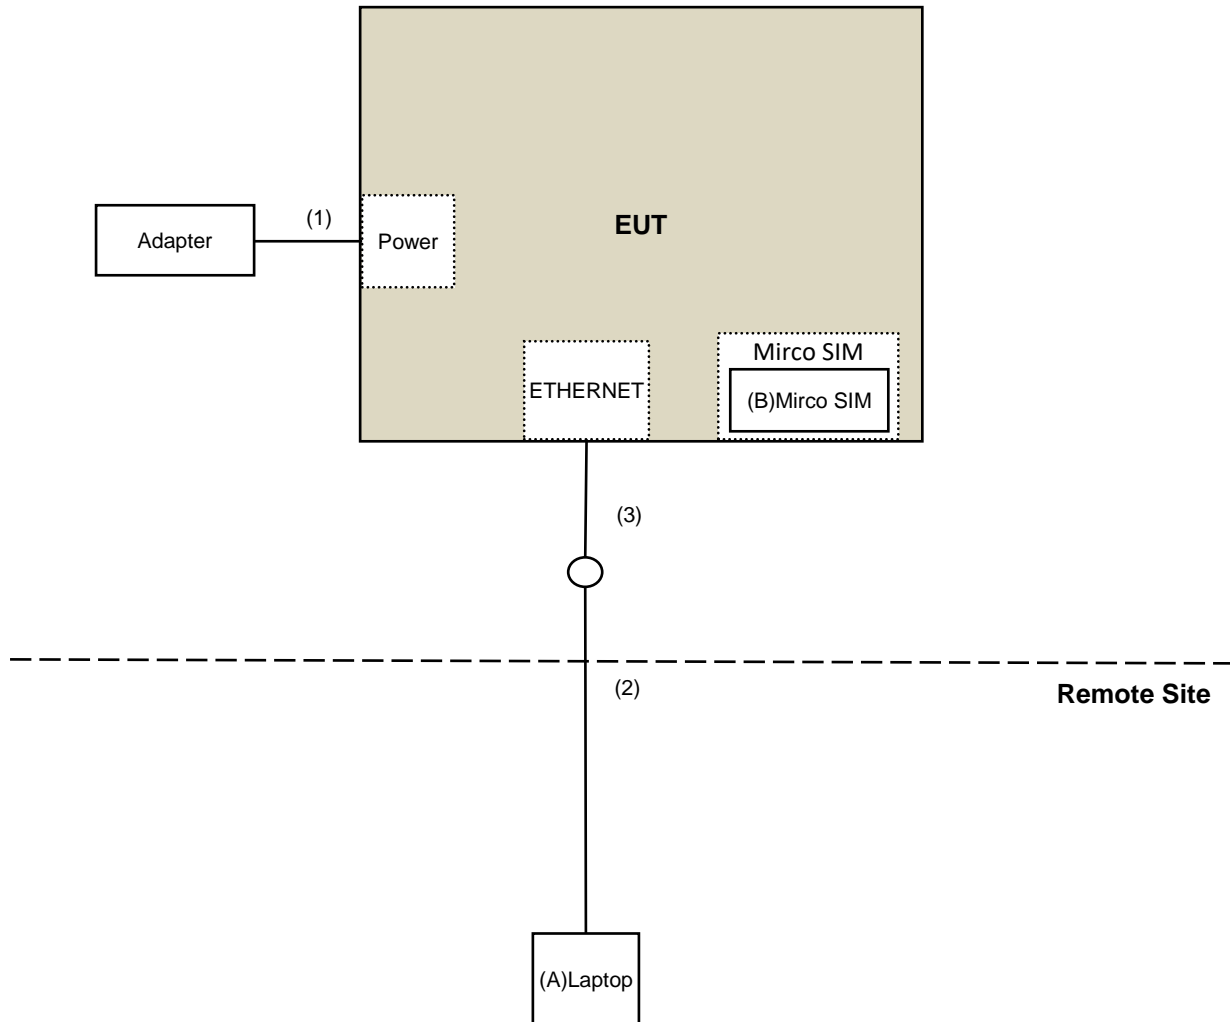 EUT
(1)
Adapter
Power
Mirco SIM
ETHERNET
(B)Mirco SIM
(3)
(2)
Remote Site
(A)Laptop